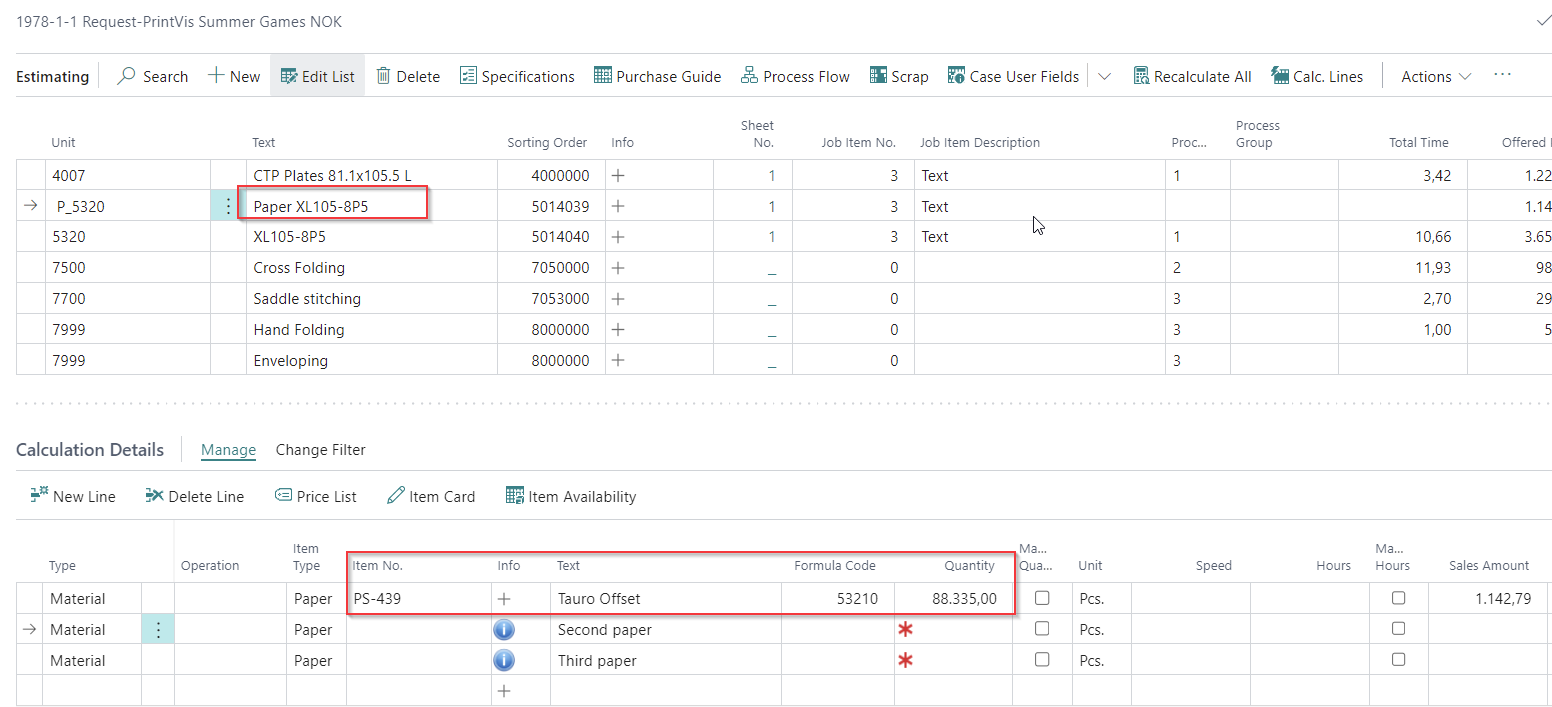 1978-1-1 Request-PrintVis Summer Games NOK
Estimating Search New Edit List Delete Specifications Purchase Guide Process Flow Scrap Case User Fields Recalculate All Calc. Lines Actions ...
Unit Text Sorting Order Info Sheet No. Job Item No. Job Item Description Proc... Process Group Total Time Offered
4007 CTP Plates 81.1x105.5 L 4000000 + 1 3 Text 1 3,42 1.22
P_5320 Paper XL105-8P5 5014039 + 1 3 Text 1.14
5320 XL105-8P5 5014040 + 1 3 Text 1 10,66 3.65
7500 Cross Folding 7050000 + _ 0 2 11,93 98
7700 Saddle stitching 7053000 + _ 0 3 2,70 29
7999 Hand Folding 8000000 + _ 0 3 1,00 5
7999 Enveloping 8000000 + _ 0 3
Calculation Details Manage Change Filter
New Line Delete Line Price List Item Card Item Availability
Type Operation Item Type Item No. Info Text Formula Code Quantity Ma... Qua... Unit Speed Hours Ma... Hours Sales Amount
Material Paper PS-439 + Tauro Offset 53210 88.335,00 Pcs. 1.142,79
Material Paper Second paper Pcs.
Material Paper Third paper Pcs.
+